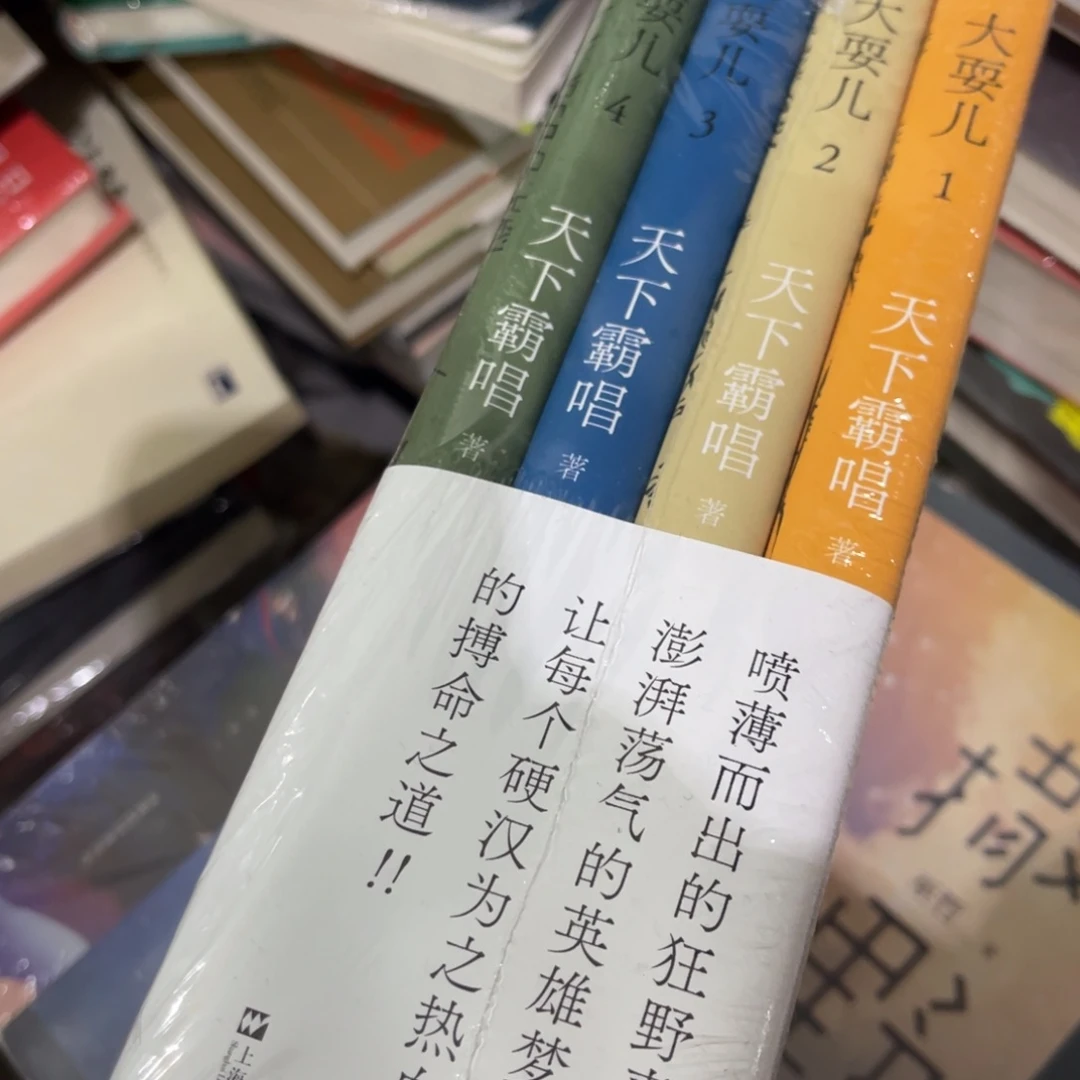 大耍儿 1
天下霸唱 著
大耍儿 2
天下霸唱 著
耍儿 3
天下霸唱 著
耍儿 4
天下霸唱 著
喷薄而出的狂野
澎湃荡气的英雄梦
让每个硬汉为之热
的搏命之道!!
上海